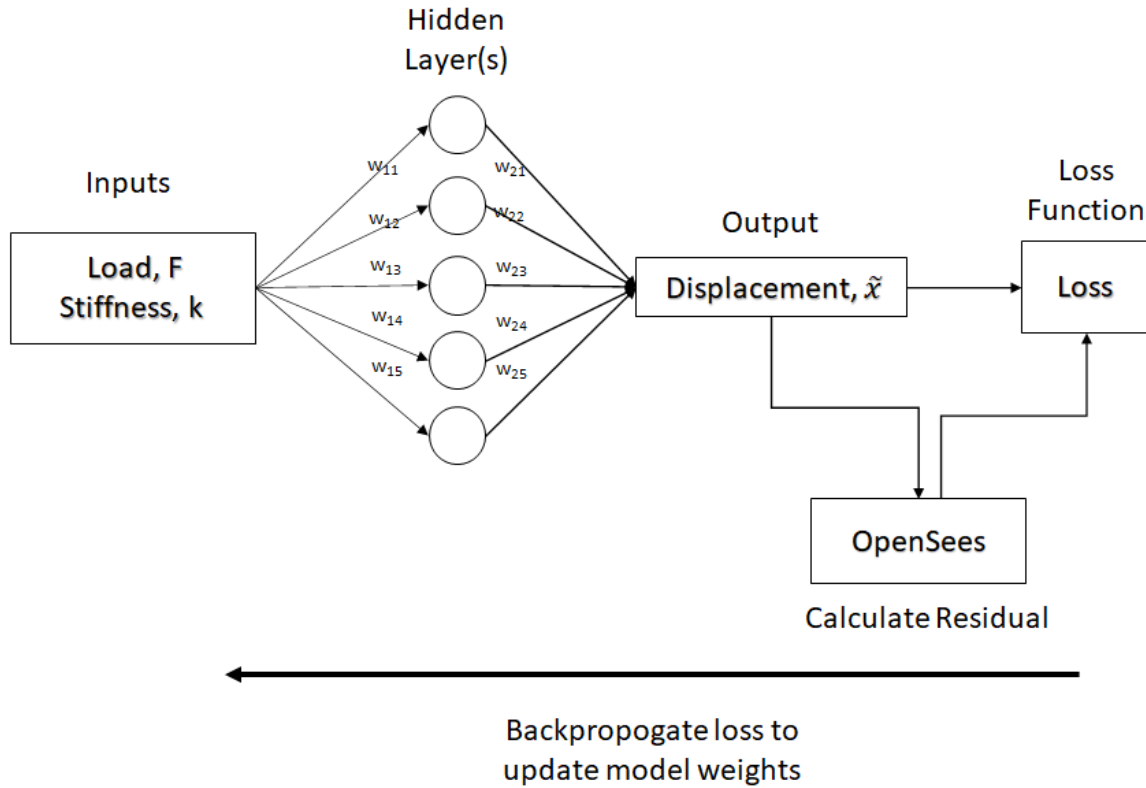 Hidden
Layer(s)
Inputs
Load, F
Stiffness, k
w11
w12
w13
w14
w15
w21
w22
w23
w24
w25
Output
Displacement, x̃
Loss
Function
Loss
OpenSees
Calculate Residual
Backpropogate loss to
update model weights